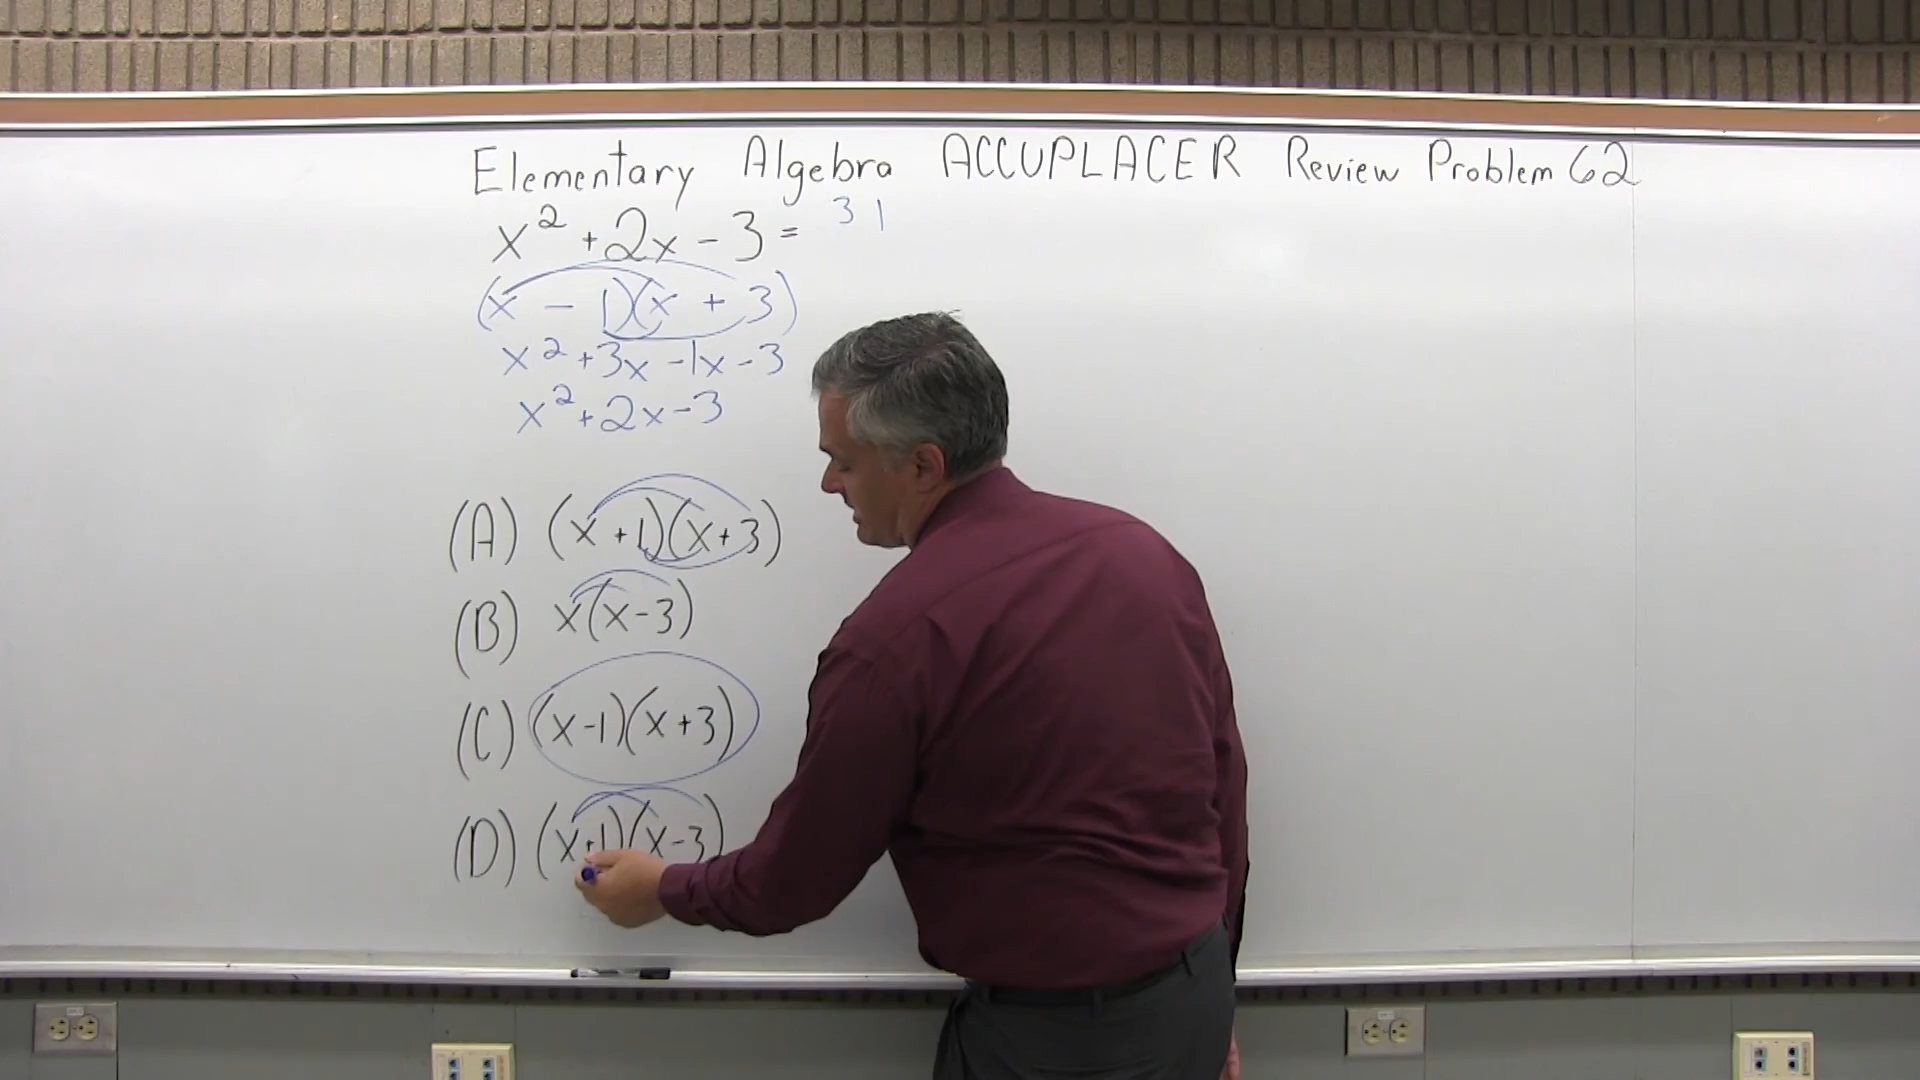 Elementary Algebra ACCUPLACER Review Problem 62
x² +2x - 3 = 3 1
(x - 1)(x + 3)
x² +3x -1x -3
x² +2x -3
(A) (x +1)(x+3)
(B) x(x-3)
(C) (x-1)(x+3)
(D) (x+1)(x-3)